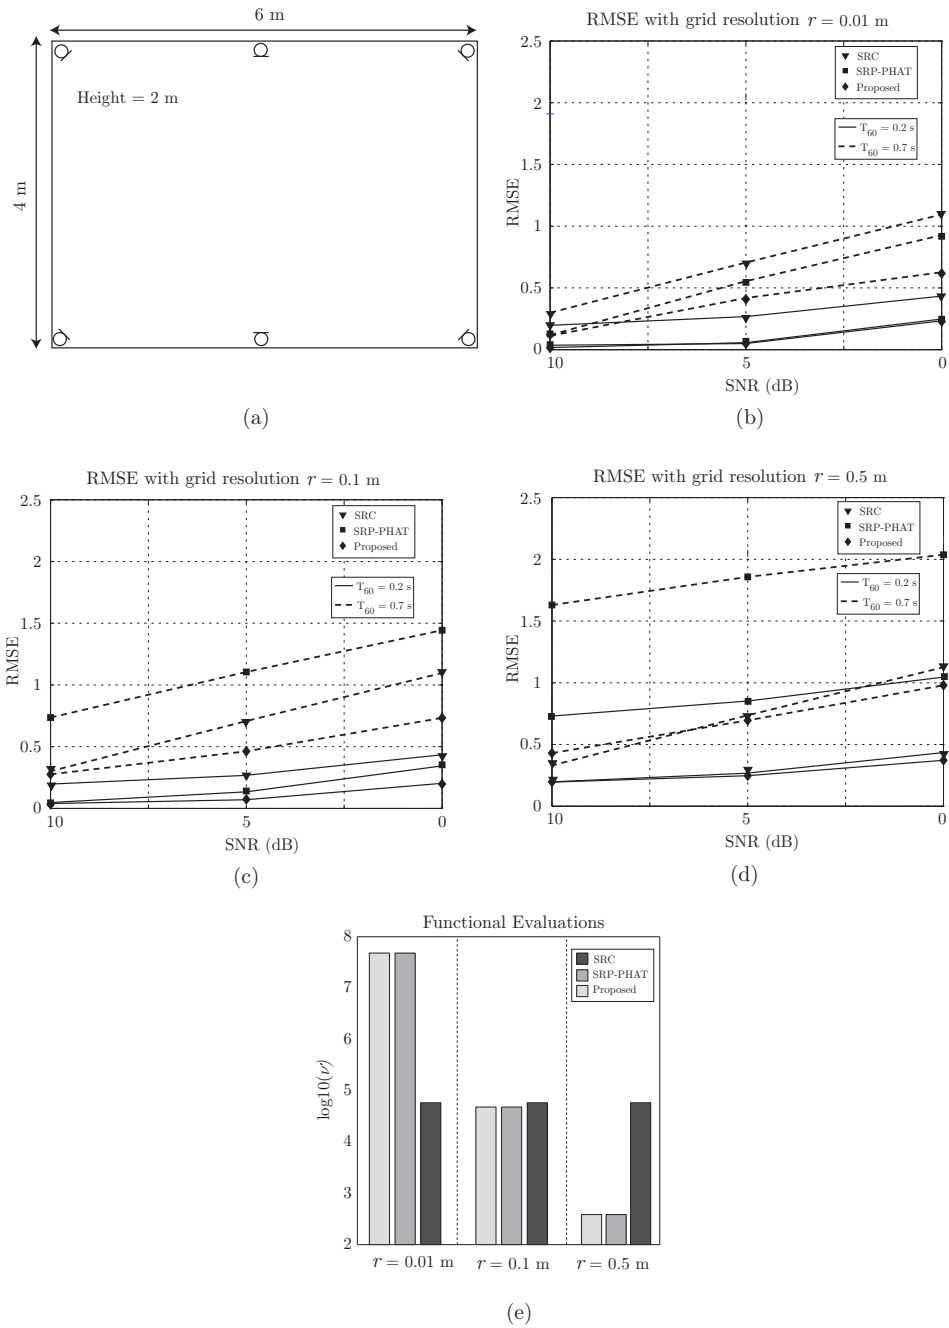 6 m
4 m
Height = 2 m
(a)
RMSE with grid resolution r = 0.01 m
2.5
2
1.5
1
0.5
0
RMSE
SRC
SRP-PHAT
Proposed
T60 = 0.2 s
T60 = 0.7 s
10
5
0
SNR (dB)
(b)
RMSE with grid resolution r = 0.1 m
2.5
2
1.5
1
0.5
0
RMSE
SRC
SRP-PHAT
Proposed
T60 = 0.2 s
T60 = 0.7 s
10
5
0
SNR (dB)
(c)
RMSE with grid resolution r = 0.5 m
2.5
2
1.5
1
0.5
0
RMSE
SRC
SRP-PHAT
Proposed
T60 = 0.2 s
T60 = 0.7 s
10
5
0
SNR (dB)
(d)
Functional Evaluations
8
7
6
5
4
3
2
log10(ν)
SRC
SRP-PHAT
Proposed
r = 0.01 m
r = 0.1 m
r = 0.5 m
(e)